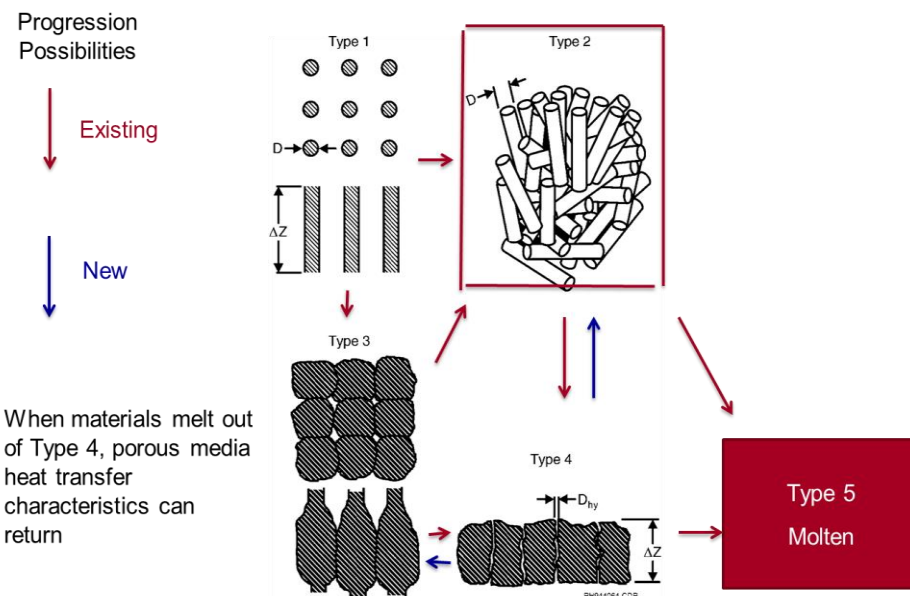 Progression
Possibilities
Existing
New
When materials melt out
of Type 4, porous media
heat transfer
characteristics can
return
Type 1
D
ΔZ
Type 2
D
Type 3
Type 4
Dhy
ΔZ
Type 5
Molten